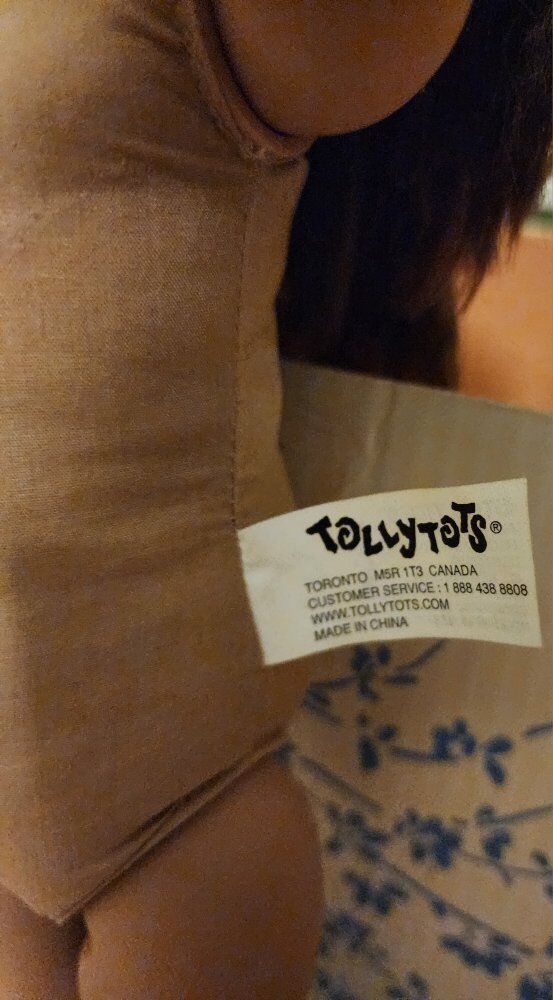 TOLLYTOTS®
TORONTO M5R 1T3 CANADA
CUSTOMER SERVICE : 1 888 438 8808
WWW.TOLLYTOTS.COM
MADE IN CHINA